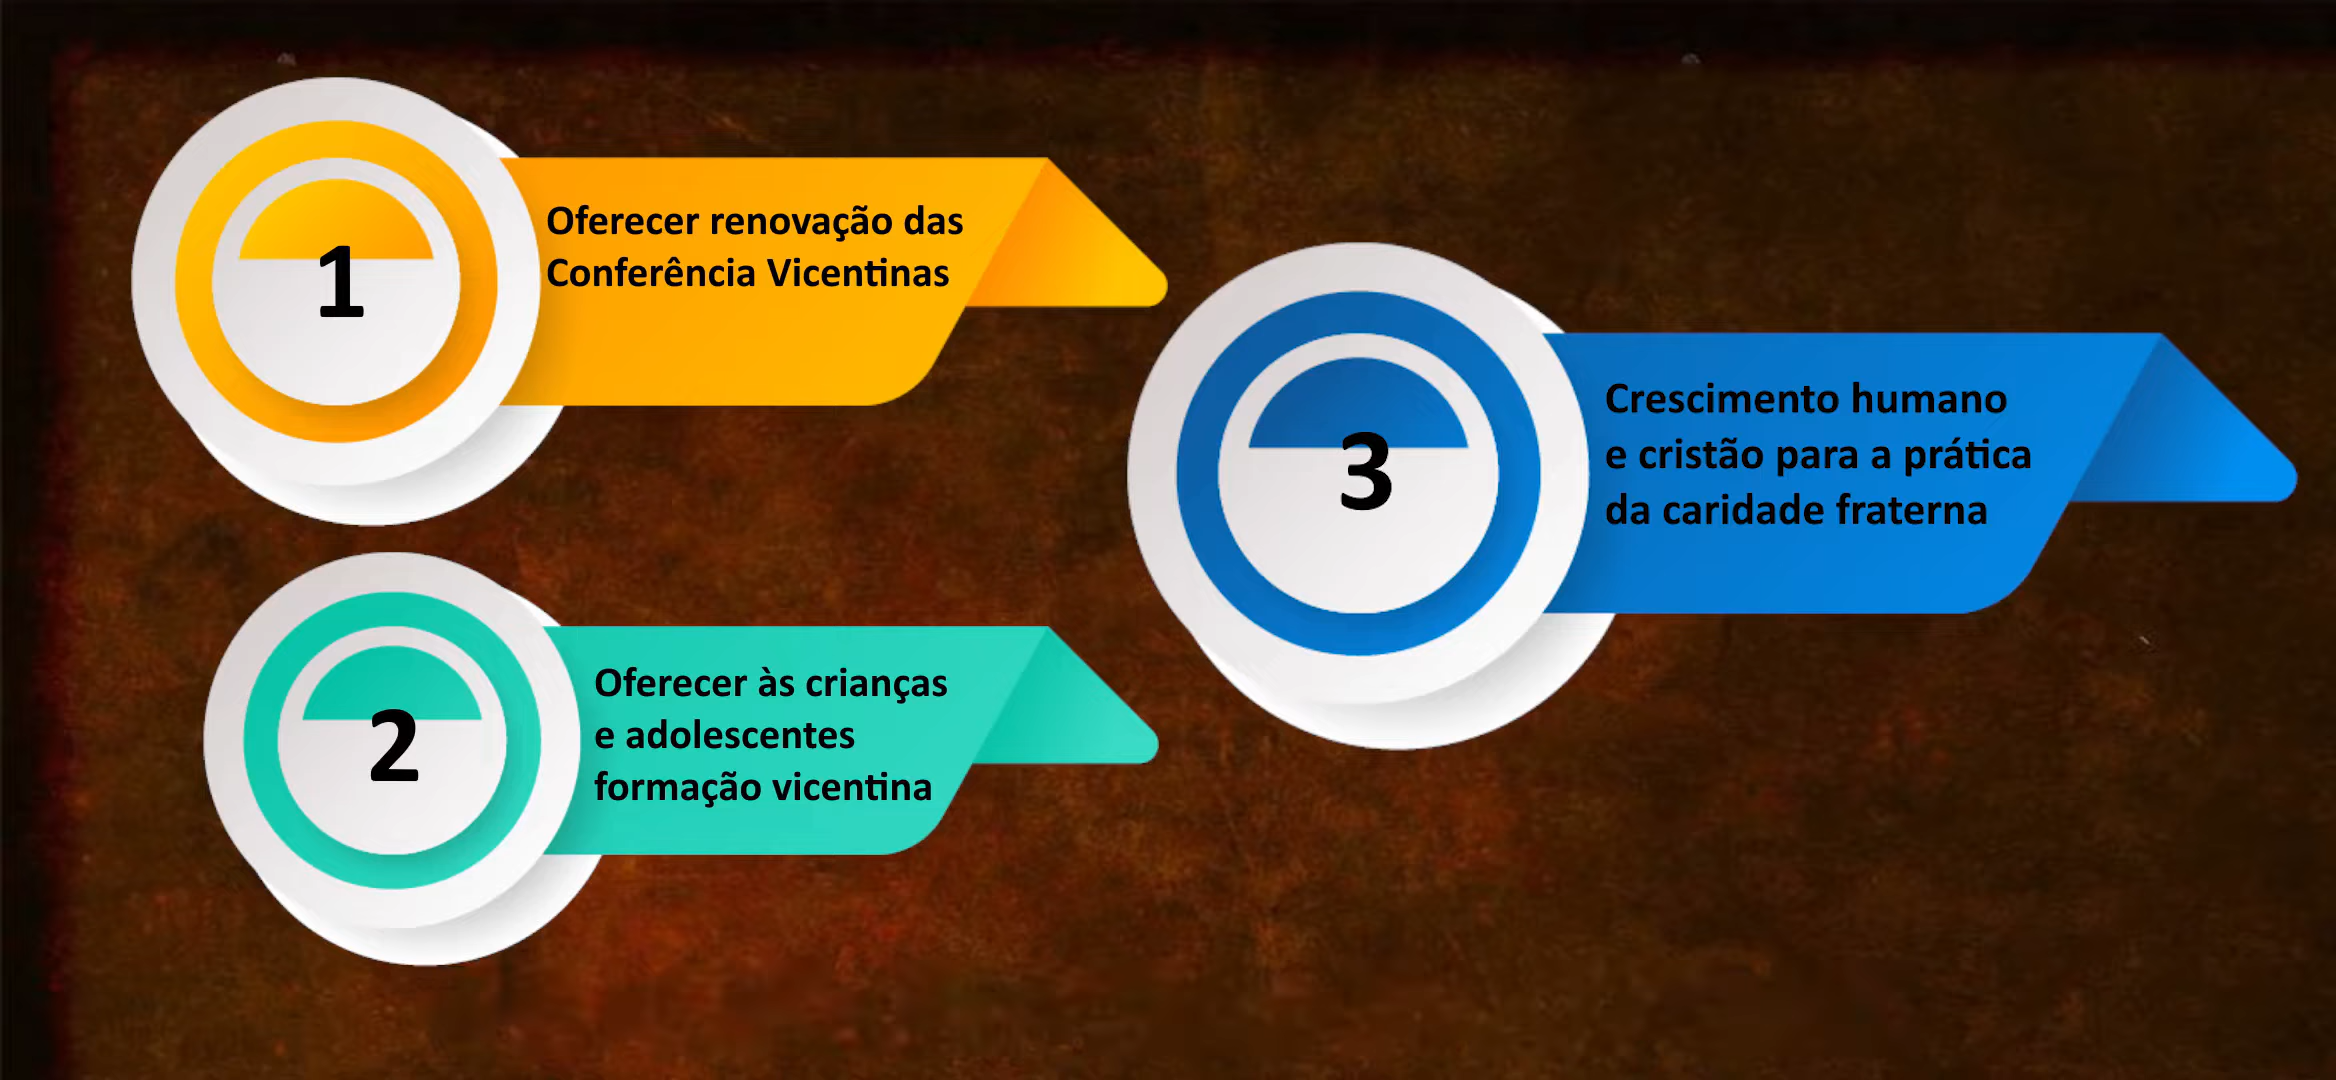 1
Oferecer renovação das
Conferência Vicentinas
2
Oferecer às crianças
e adolescentes
formação vicentina
3
Crescimento humano
e cristão para a prática
da caridade fraterna